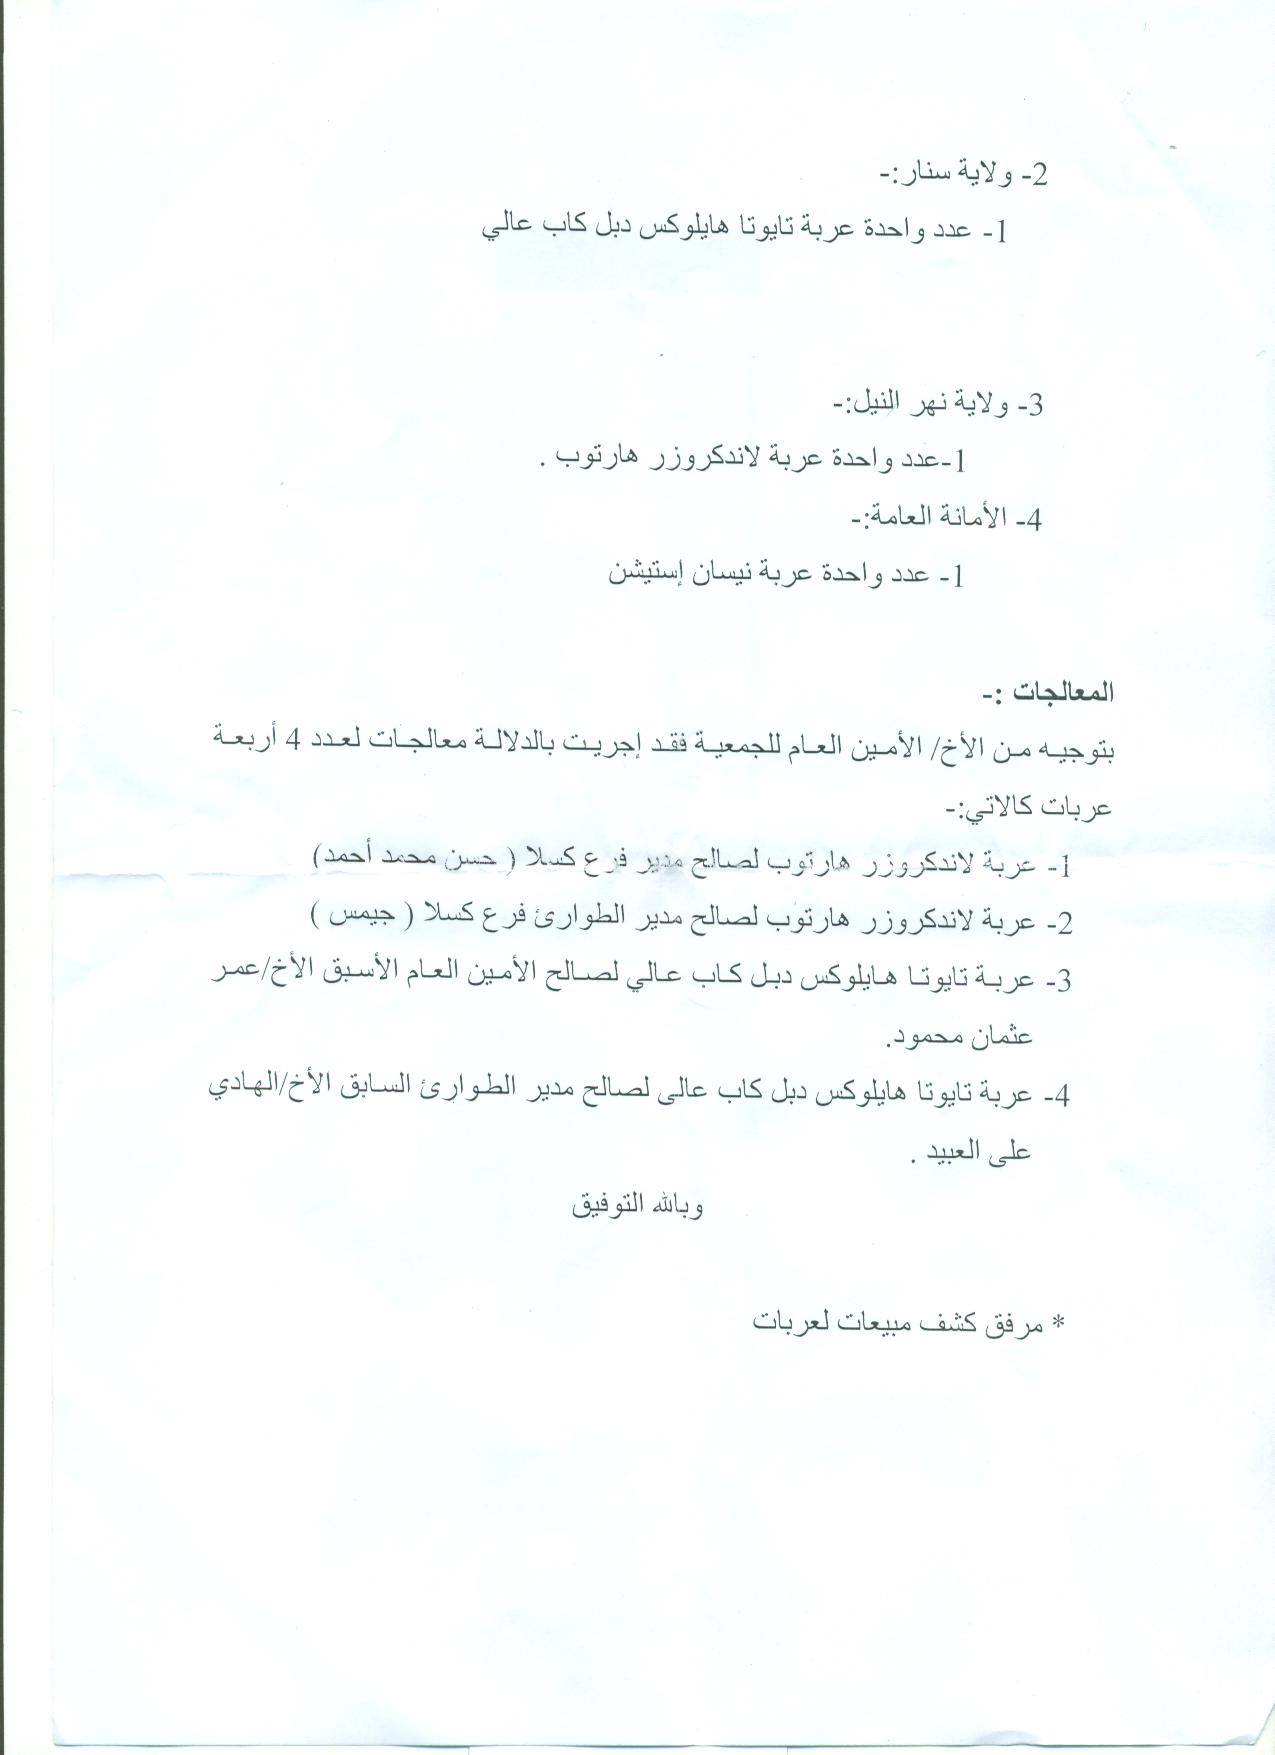 2- ولاية سنار:-
1- عدد واحدة عربة تايوتا هايلوكس دبل كاب عالي
3- ولاية نهر النيل:-
1-عدد واحدة عربة لاندكروزر هارتوب .
4- الأمانة العامة:-
1- عدد واحدة عربة نيسان إستيشن
المعالجات :-
بتوجيه من الأخ/ الأمين العام للجمعية فقد إجريت بالدلالة معالجات لعدد 4 أربعة
عربات كالاتي:-
1- عربة لاندكروزر هارتوب لصالح مدير فرع كسلا ( حسن محمد أحمد)
2- عربة لاندكروزر هارتوب لصالح مدير الطوارئ فرع كسلا ( جيمس )
3- عربة تايوتا هايلوكس دبل كاب عالي لصالح الأمين العام الأسبق الأخ/عمر
عثمان محمود.
4- عربة تايوتا هايلوكس دبل كاب عالى لصالح مدير الطوارئ السابق الأخ/الهادي
على العبيد .
وبالله التوفيق
* مرفق كشف مبيعات لعربات